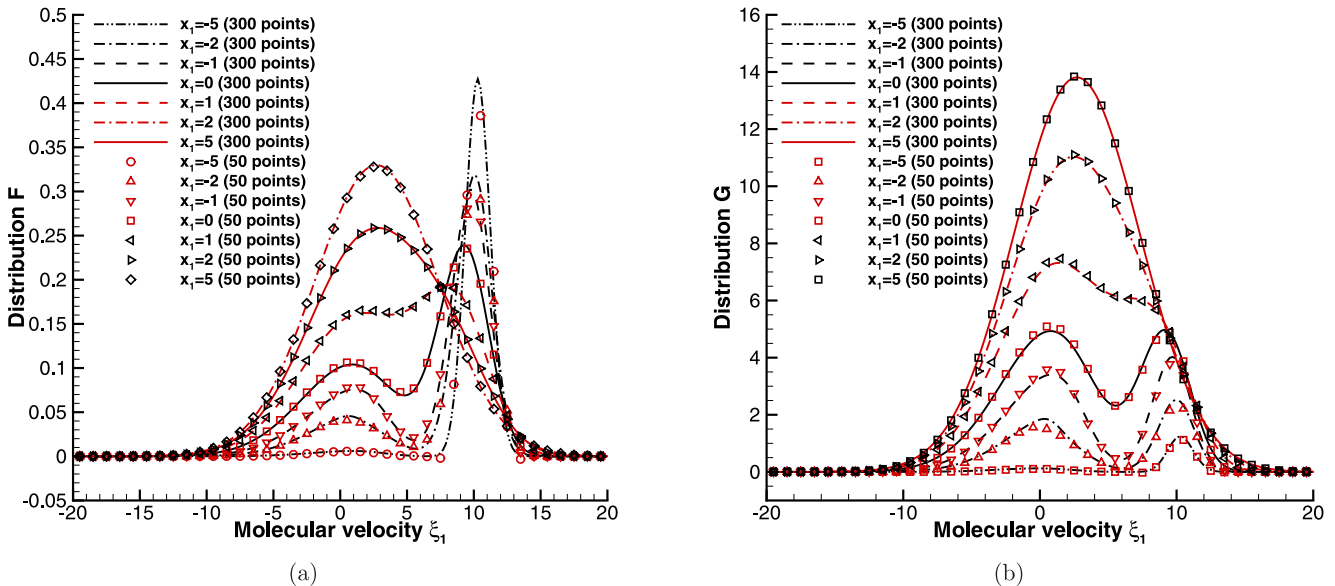 0.5
0.45
0.4
0.35
0.3
0.25
0.2
0.15
0.1
0.05
0
-0.05
Distribution F
x₁=-5 (300 points)
x₁=-2 (300 points)
x₁=-1 (300 points)
x₁=0 (300 points)
x₁=1 (300 points)
x₁=2 (300 points)
x₁=5 (300 points)
x₁=-5 (50 points)
x₁=-2 (50 points)
x₁=-1 (50 points)
x₁=0 (50 points)
x₁=1 (50 points)
x₁=2 (50 points)
x₁=5 (50 points)
-20 -15 -10 -5 0 5 10 15 20
Molecular velocity ξ₁
(a)
16
14
12
10
8
6
4
2
0
Distribution G
x₁=-5 (300 points)
x₁=-2 (300 points)
x₁=-1 (300 points)
x₁=0 (300 points)
x₁=1 (300 points)
x₁=2 (300 points)
x₁=5 (300 points)
x₁=-5 (50 points)
x₁=-2 (50 points)
x₁=-1 (50 points)
x₁=0 (50 points)
x₁=1 (50 points)
x₁=2 (50 points)
x₁=5 (50 points)
-20 -10 0 10 20
Molecular velocity ξ₁
(b)